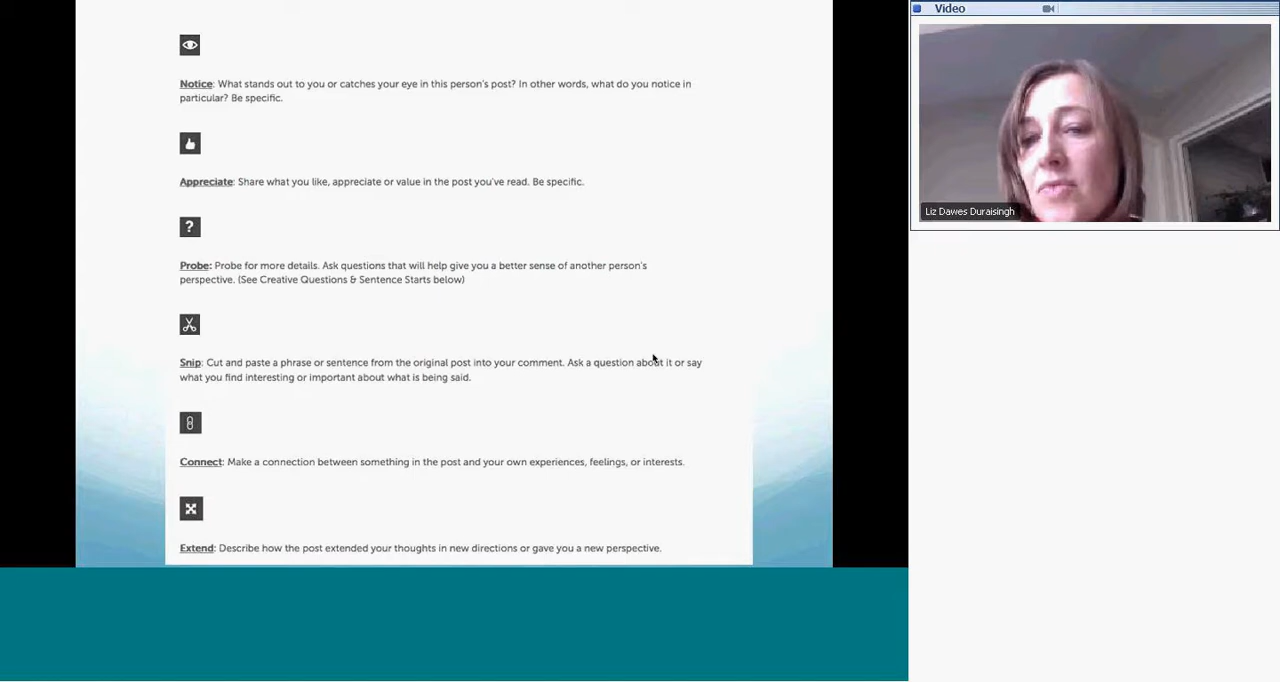 Notice: What stands out to you or catches your eye in this person's post? In other words, what do you notice in
particular? Be specific.
Appreciate: Share what you like, appreciate or value in the post you've read. Be specific.
?
Probe: Probe for more details. Ask questions that will help give you a better sense of another person's
perspective. (See Creative Questions & Sentence Starts below)
Snip: Cut and paste a phrase or sentence from the original post into your comment. Ask a question about it or say
what you find interesting or important about what is being said.
Connect: Make a connection between something in the post and your own experiences, feelings, or interests.
Extend: Describe how the post extended your thoughts in new directions or gave you a new perspective.
Video
Liz Dawes Duraisingh